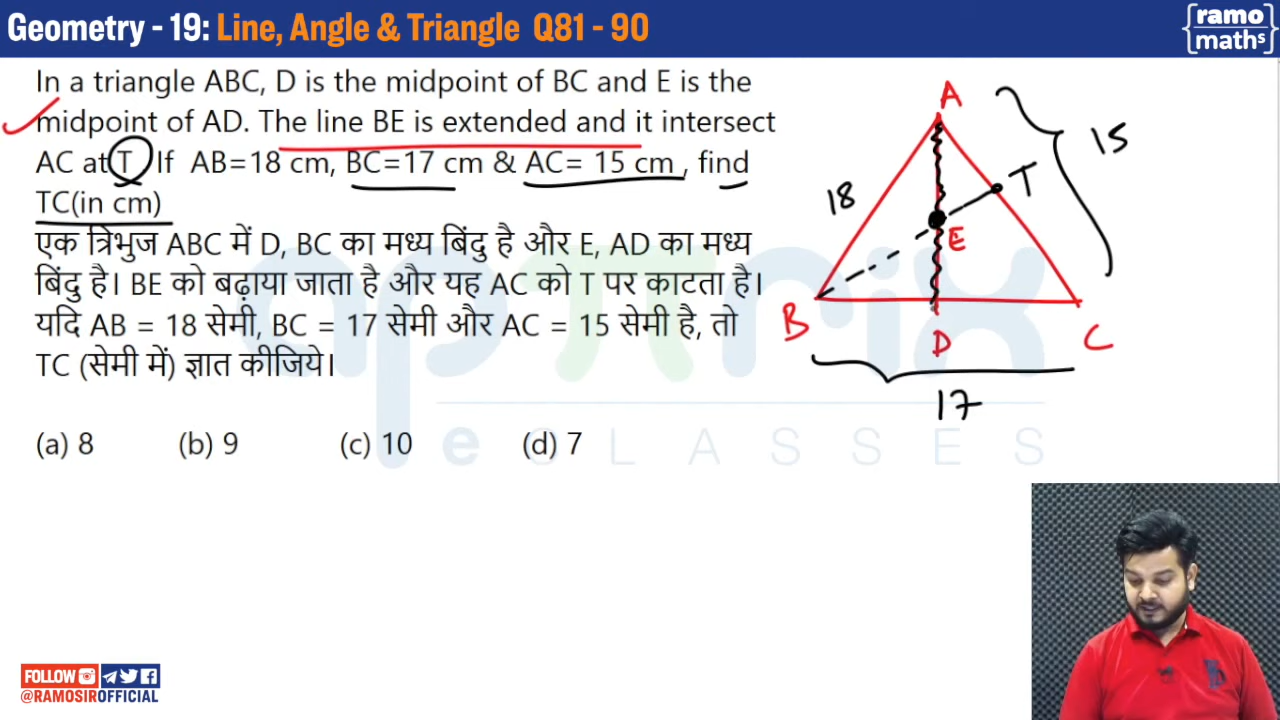 Geometry - 19: Line, Angle & Triangle Q81 - 90
ramo
maths
In a triangle ABC, D is the midpoint of BC and E is the
midpoint of AD. The line BE is extended and it intersect
AC at T If AB=18 cm, BC=17 cm & AC= 15 cm, find
TC(in cm)
एक त्रिभुज ABC में D, BC का मध्य बिंदु है और E, AD का मध्य
बिंदु है। BE को बढ़ाया जाता है और यह AC को T पर काटता है।
यदि AB = 18 सेमी, BC = 17 सेमी और AC = 15 सेमी है, तो
TC (सेमी में) ज्ञात कीजिये।
(a) 8 (b) 9 (c) 10 (d) 7
A
15
18
T
E
B
D
C
17
apπrix
eCLASSES
FOLLOW
@RAMOSIROFFICIAL